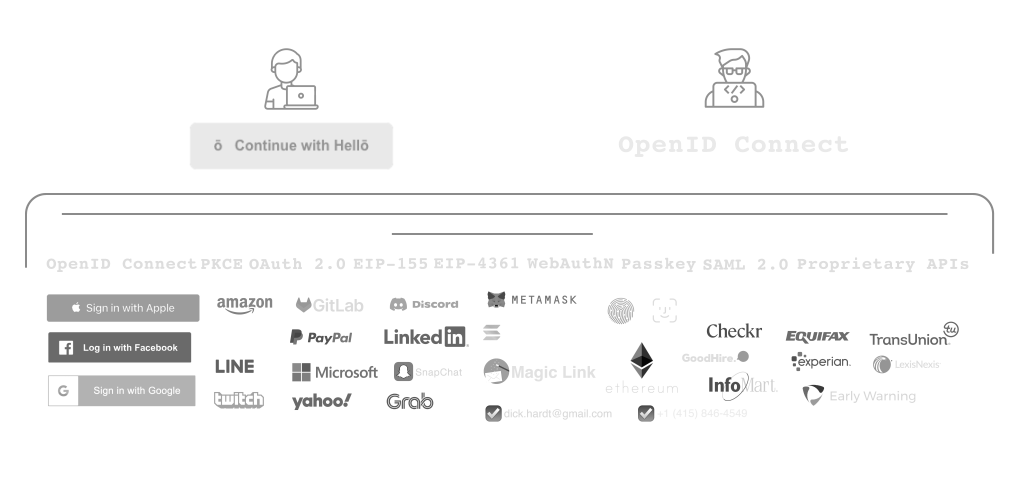 ō Continue with Hellō
OpenID Connect
OpenID Connect PKCE OAuth 2.0 EIP-155 EIP-4361 WebAuthN Passkey SAML 2.0 Proprietary APIs
Sign in with Apple
amazon
GitLab
Discord
METAMASK
Log in with Facebook
PayPal
LinkedIn
Checkr
EQUIFAX
TransUnion
tu
LINE
Microsoft
SnapChat
Magic Link
ethereum
GoodHire
experian.
LexisNexis
G Sign in with Google
twitch
yahoo!
Grab
InfoMart.
Early Warning
dick.hardt@gmail.com
+1 (415) 846-4549